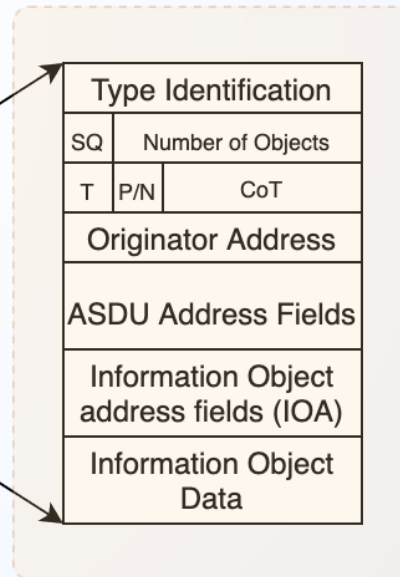 Type Identification
SQ Number of Objects
T P/N CoT
Originator Address
ASDU Address Fields
Information Object
address fields (IOA)
Information Object
Data